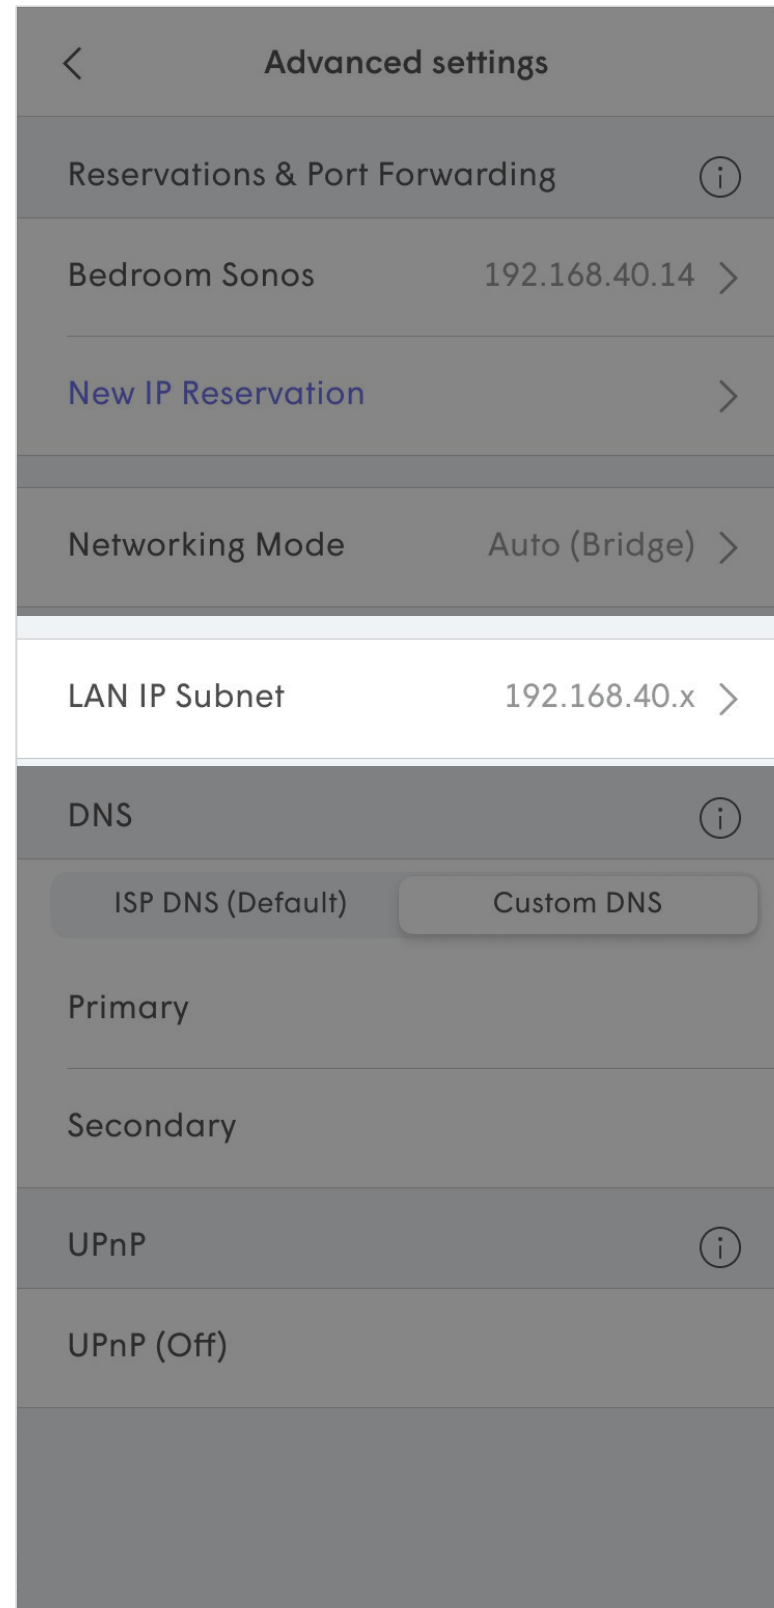 Advanced settings
Reservations & Port Forwarding
Bedroom Sonos 192.168.40.14
New IP Reservation
Networking Mode Auto (Bridge)
LAN IP Subnet 192.168.40.x
DNS
ISP DNS (Default) Custom DNS
Primary
Secondary
UPnP
UPnP (Off)